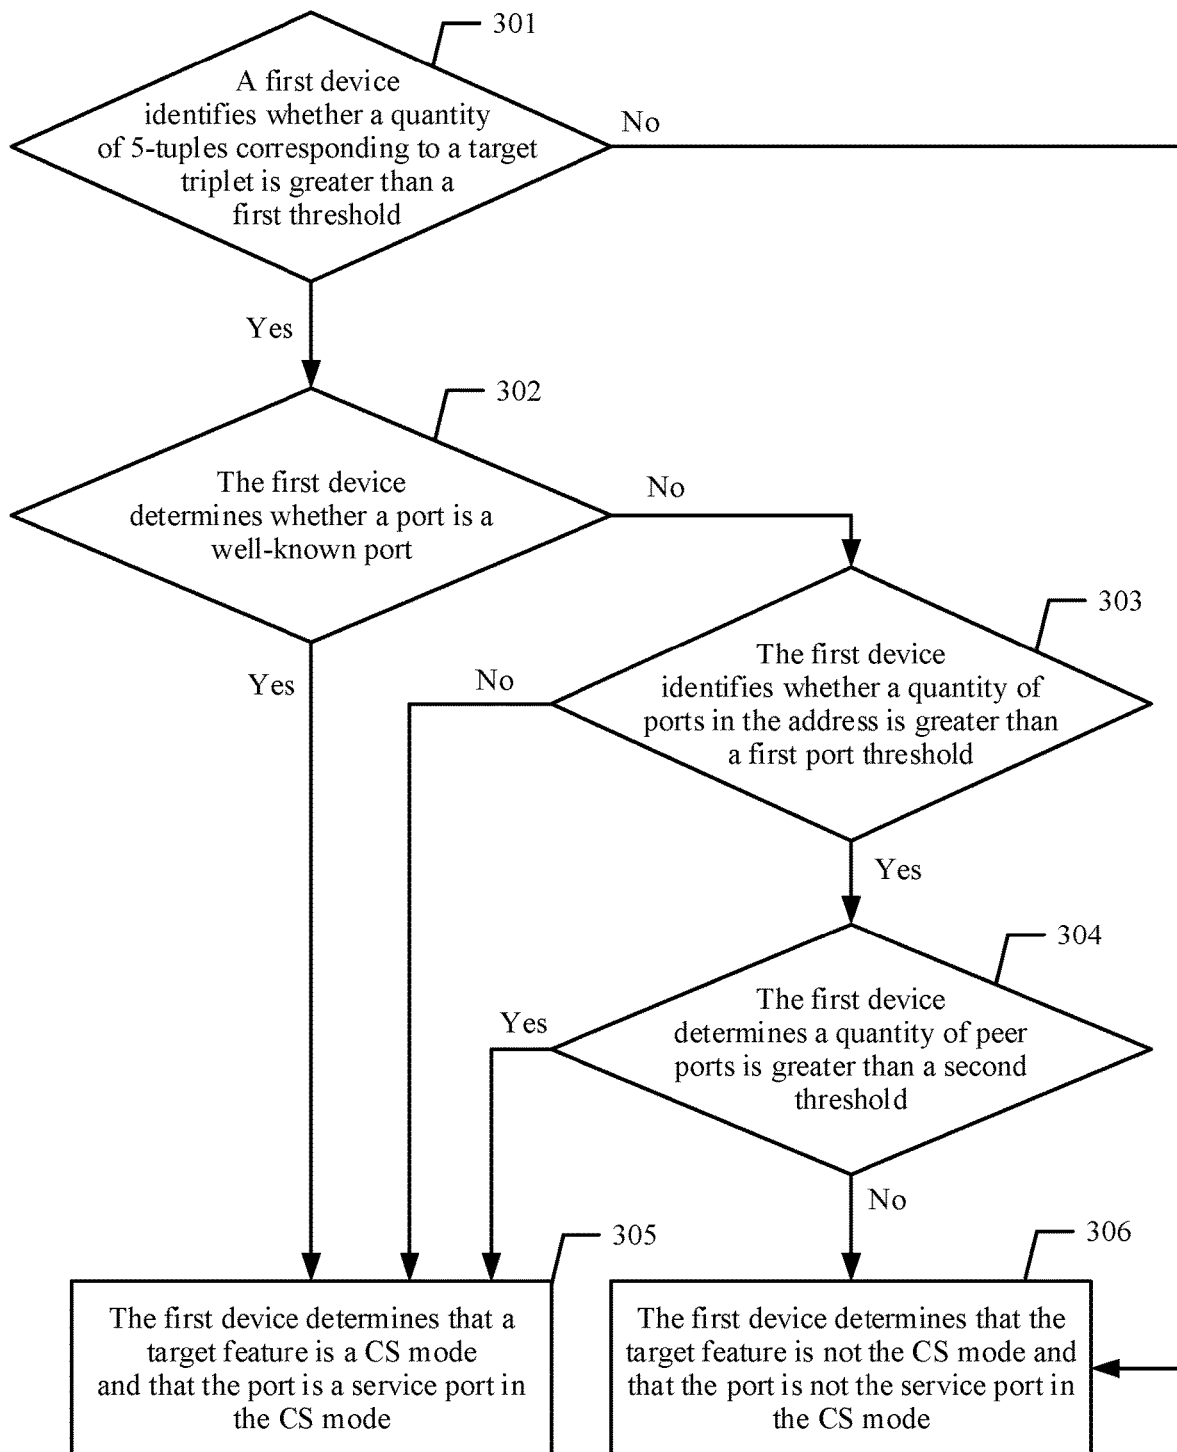 301
A first device
identifies whether a quantity
of 5-tuples corresponding to a target
triplet is greater than a
first threshold
No
Yes
302
The first device
determines whether a port is a
well-known port
No
Yes
303
The first device
identifies whether a quantity of
ports in the address is greater than
a first port threshold
No
Yes
304
The first device
determines a quantity of peer
ports is greater than a second
threshold
Yes
No
305
The first device determines that a
target feature is a CS mode
and that the port is a service port in
the CS mode
306
The first device determines that the
target feature is not the CS mode and
that the port is not the service port in
the CS mode